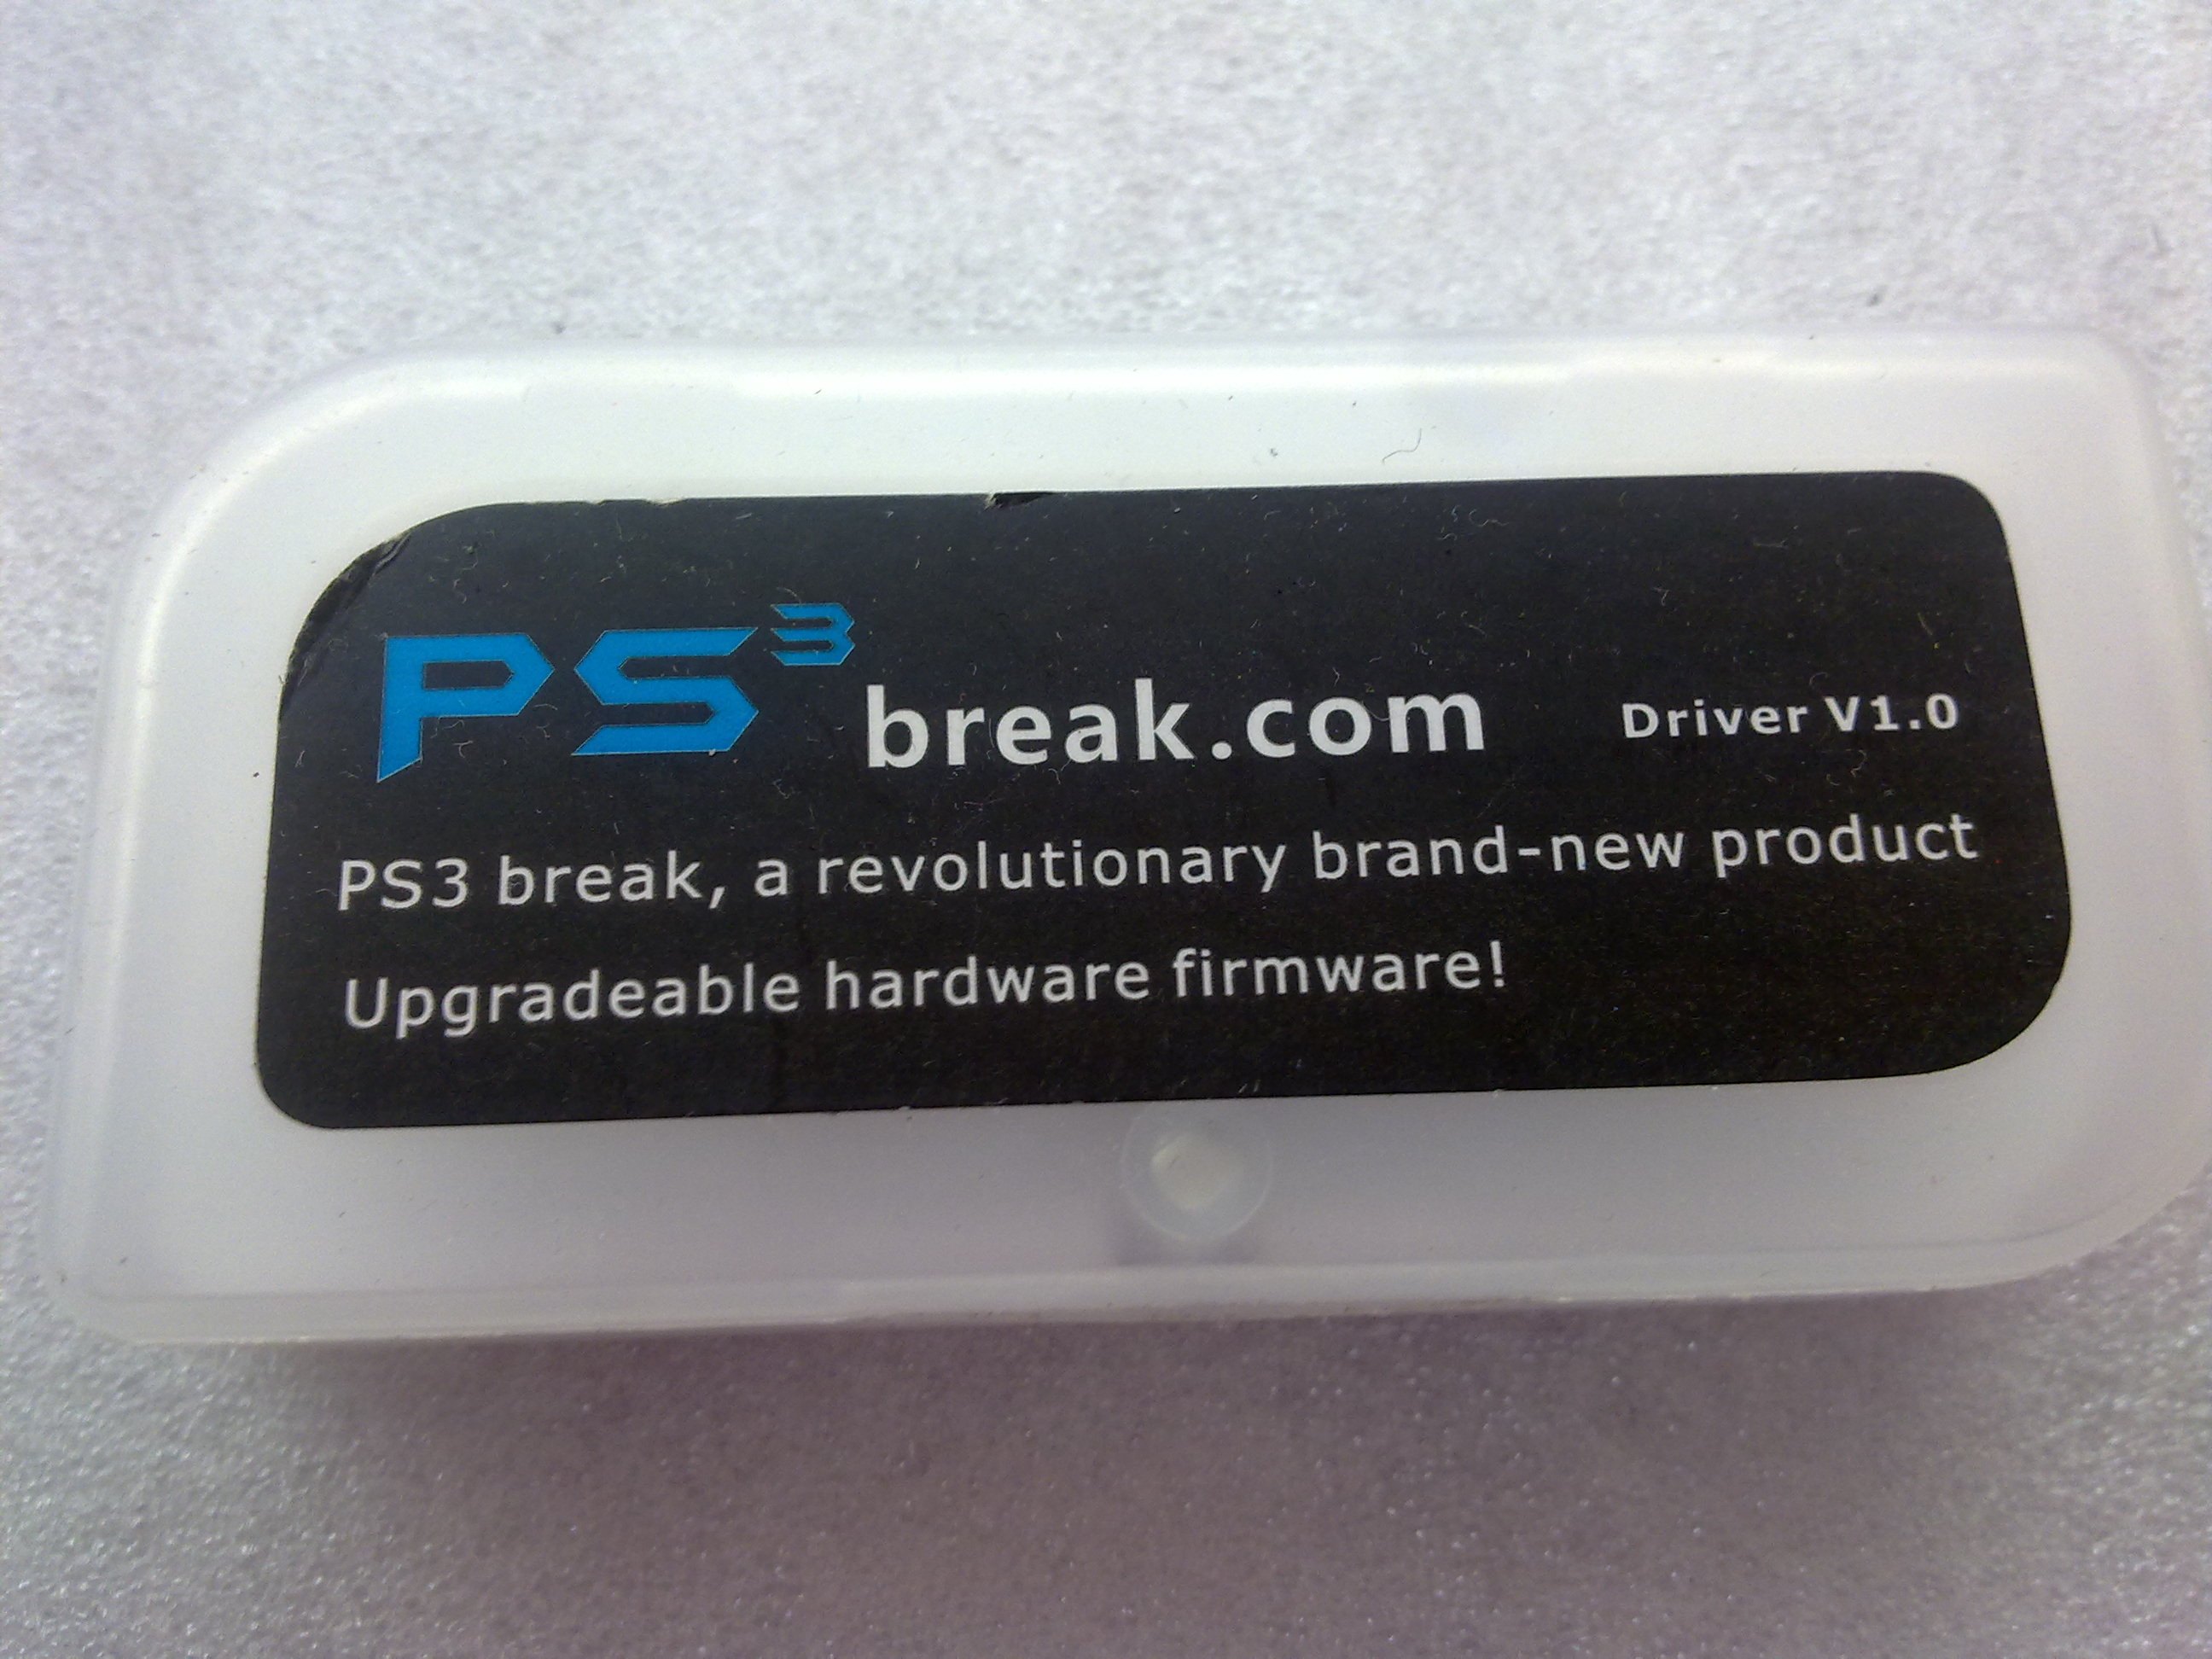 PS3 break.com Driver V1.0
PS3 break, a revolutionary brand-new product
Upgradeable hardware firmware!